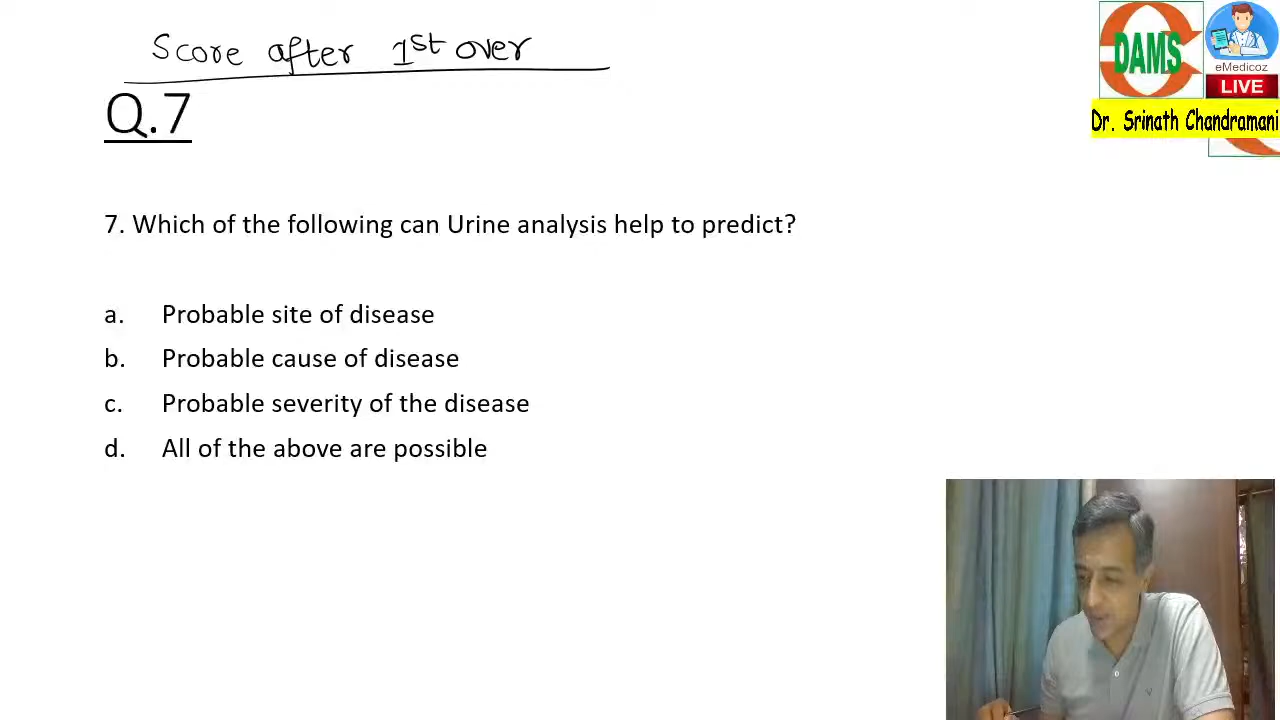 Score after 1st over
DAMS
eMedicoz
LIVE
Dr. Srinath Chandramani
Q.7
7. Which of the following can Urine analysis help to predict?
a. Probable site of disease
b. Probable cause of disease
c. Probable severity of the disease
d. All of the above are possible